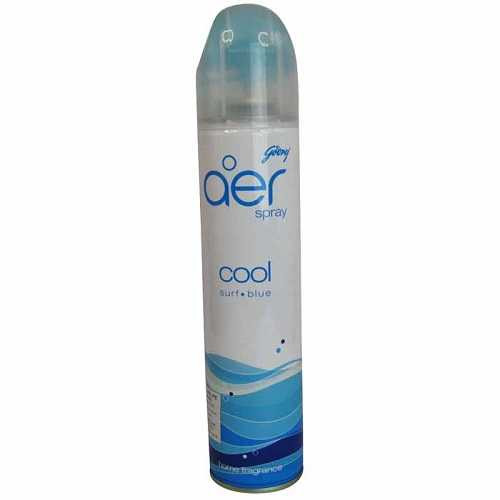 Godrej
aer
spray
cool
surf • blue
home fragrance